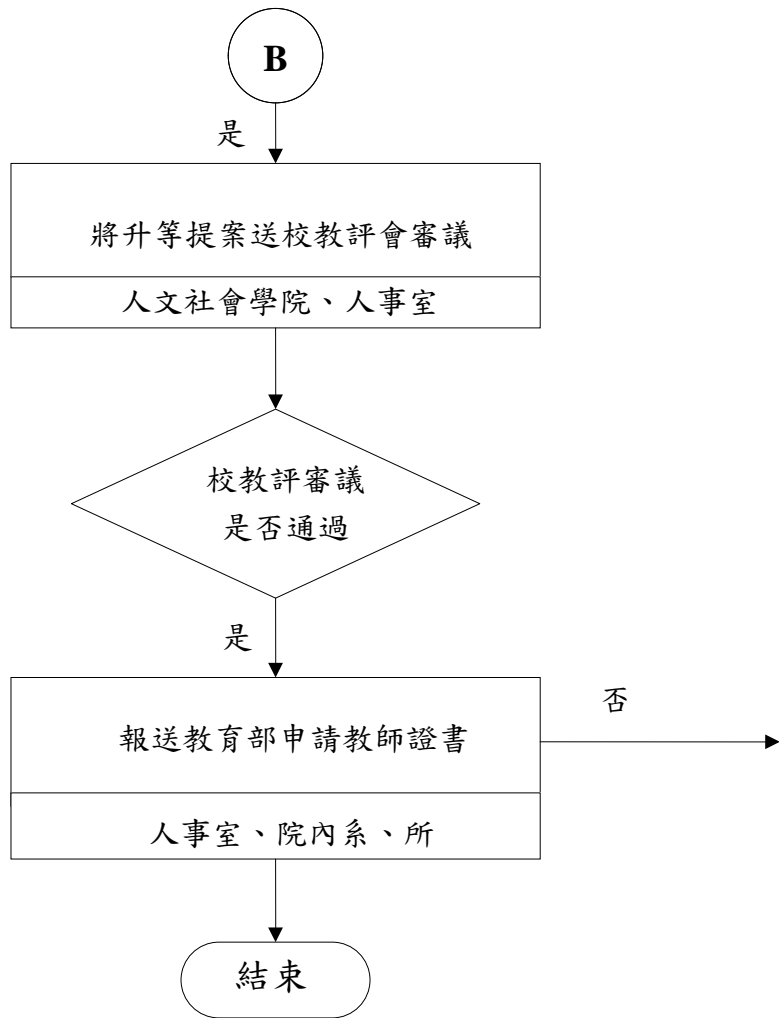 B
是
將升等提案送校教評會審議
人文社會學院、人事室
校教評審議
是否通過
是
否
報送教育部申請教師證書
人事室、院內系、所
結束